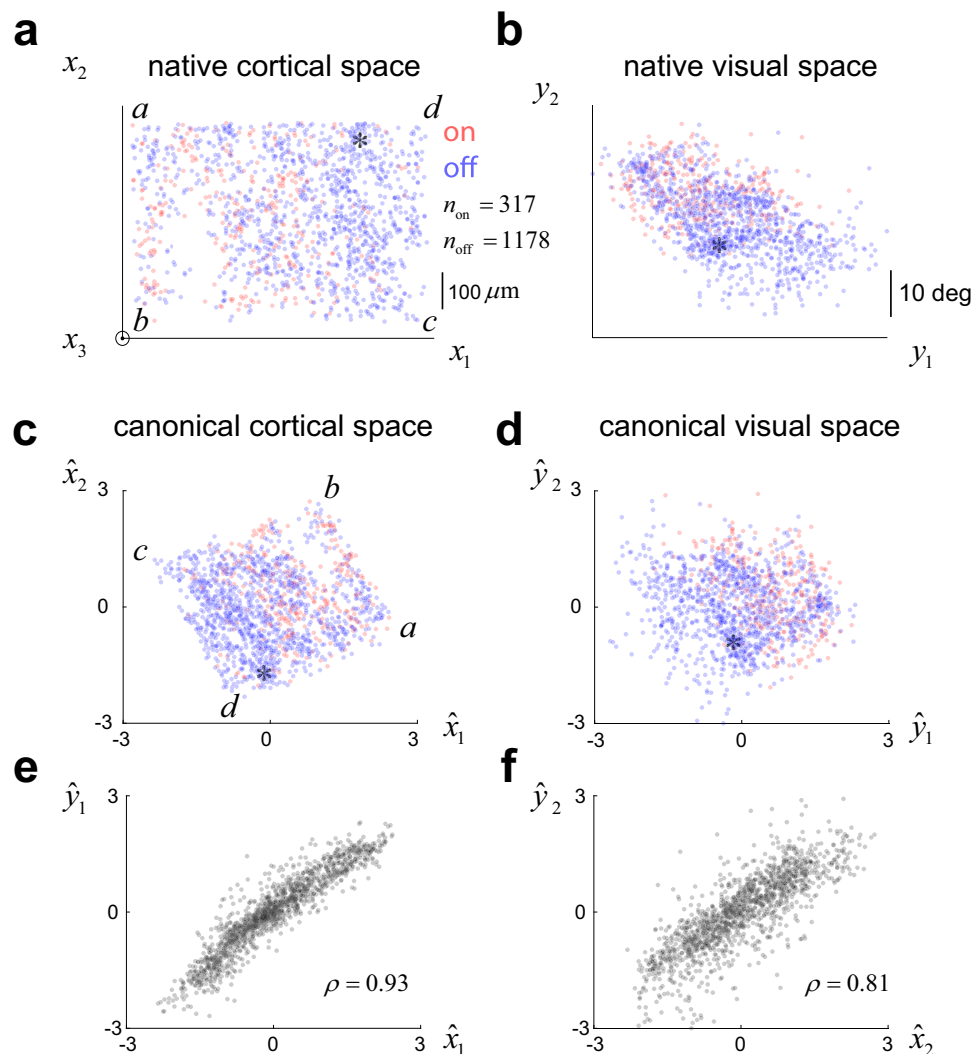 a
native cortical space
x₂
a
d
*
on
off
n_on = 317
n_off = 1178
100 μm
b
c
x₃
x₁
b
native visual space
y₂
*
10 deg
y₁
c
canonical cortical space
x̂₂
3
b
c
0
a
*
d
-3
-3
0
3
x̂₁
d
canonical visual space
ŷ₂
3
0
*
-3
-3
0
3
ŷ₁
e
ŷ₁
3
0
ρ = 0.93
-3
-3
0
3
x̂₁
f
ŷ₂
3
0
ρ = 0.81
-3
-3
0
3
x̂₂